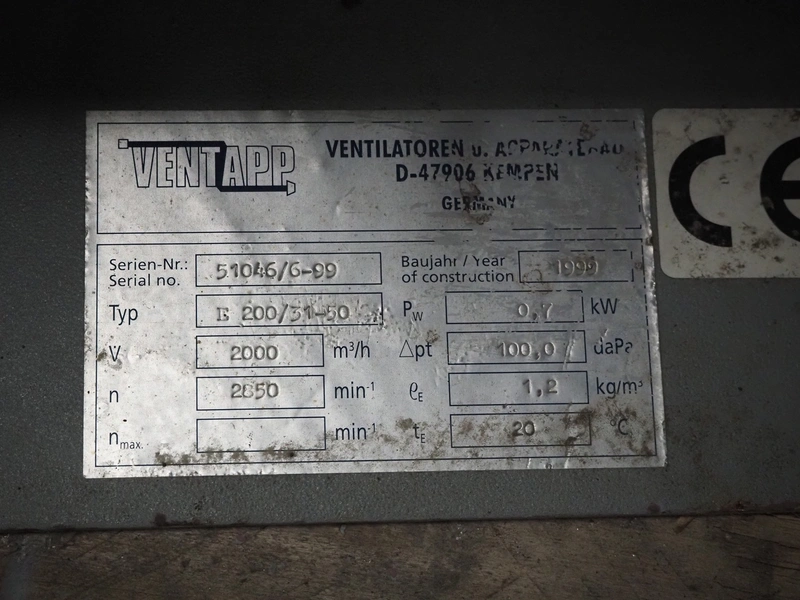 VENTAPP
VENTILATOREN u. APPARATEBAU
D-47906 KEMPEN
GERMANY
CE
Serien-Nr.: 51046/6-99 Baujahr / Year
Serial no. of construction 1999
Typ E 200/31-50 Pw 0,7 kW
V 2000 m³/h Δpt 100,0 daPa
n 2850 min-1 ϱE 1,2 kg/m³
n max. min-1 tE 20 °C